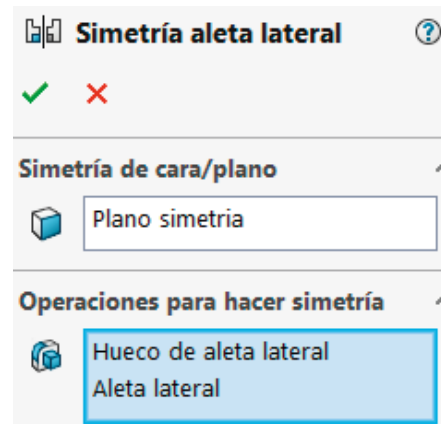 Simetría aleta lateral
Simetría de cara/plano
Plano simetria
Operaciones para hacer simetría
Hueco de aleta lateral
Aleta lateral